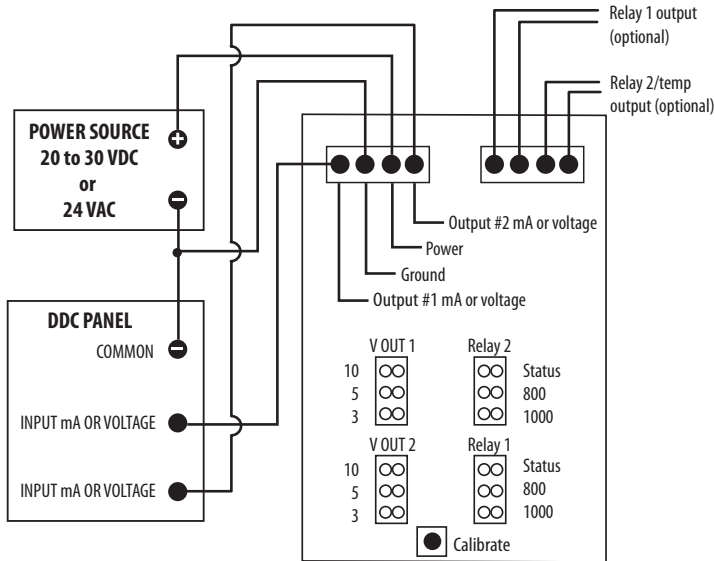 Relay 1 output
(optional)
Relay 2/temp
output (optional)
POWER SOURCE
20 to 30 VDC
or
24 VAC
Output #2 mA or voltage
Power
Ground
Output #1 mA or voltage
DDC PANEL
COMMON
INPUT mA OR VOLTAGE
INPUT mA OR VOLTAGE
V OUT 1
10
5
3
Relay 2
Status
800
1000
V OUT 2
10
5
3
Relay 1
Status
800
1000
Calibrate